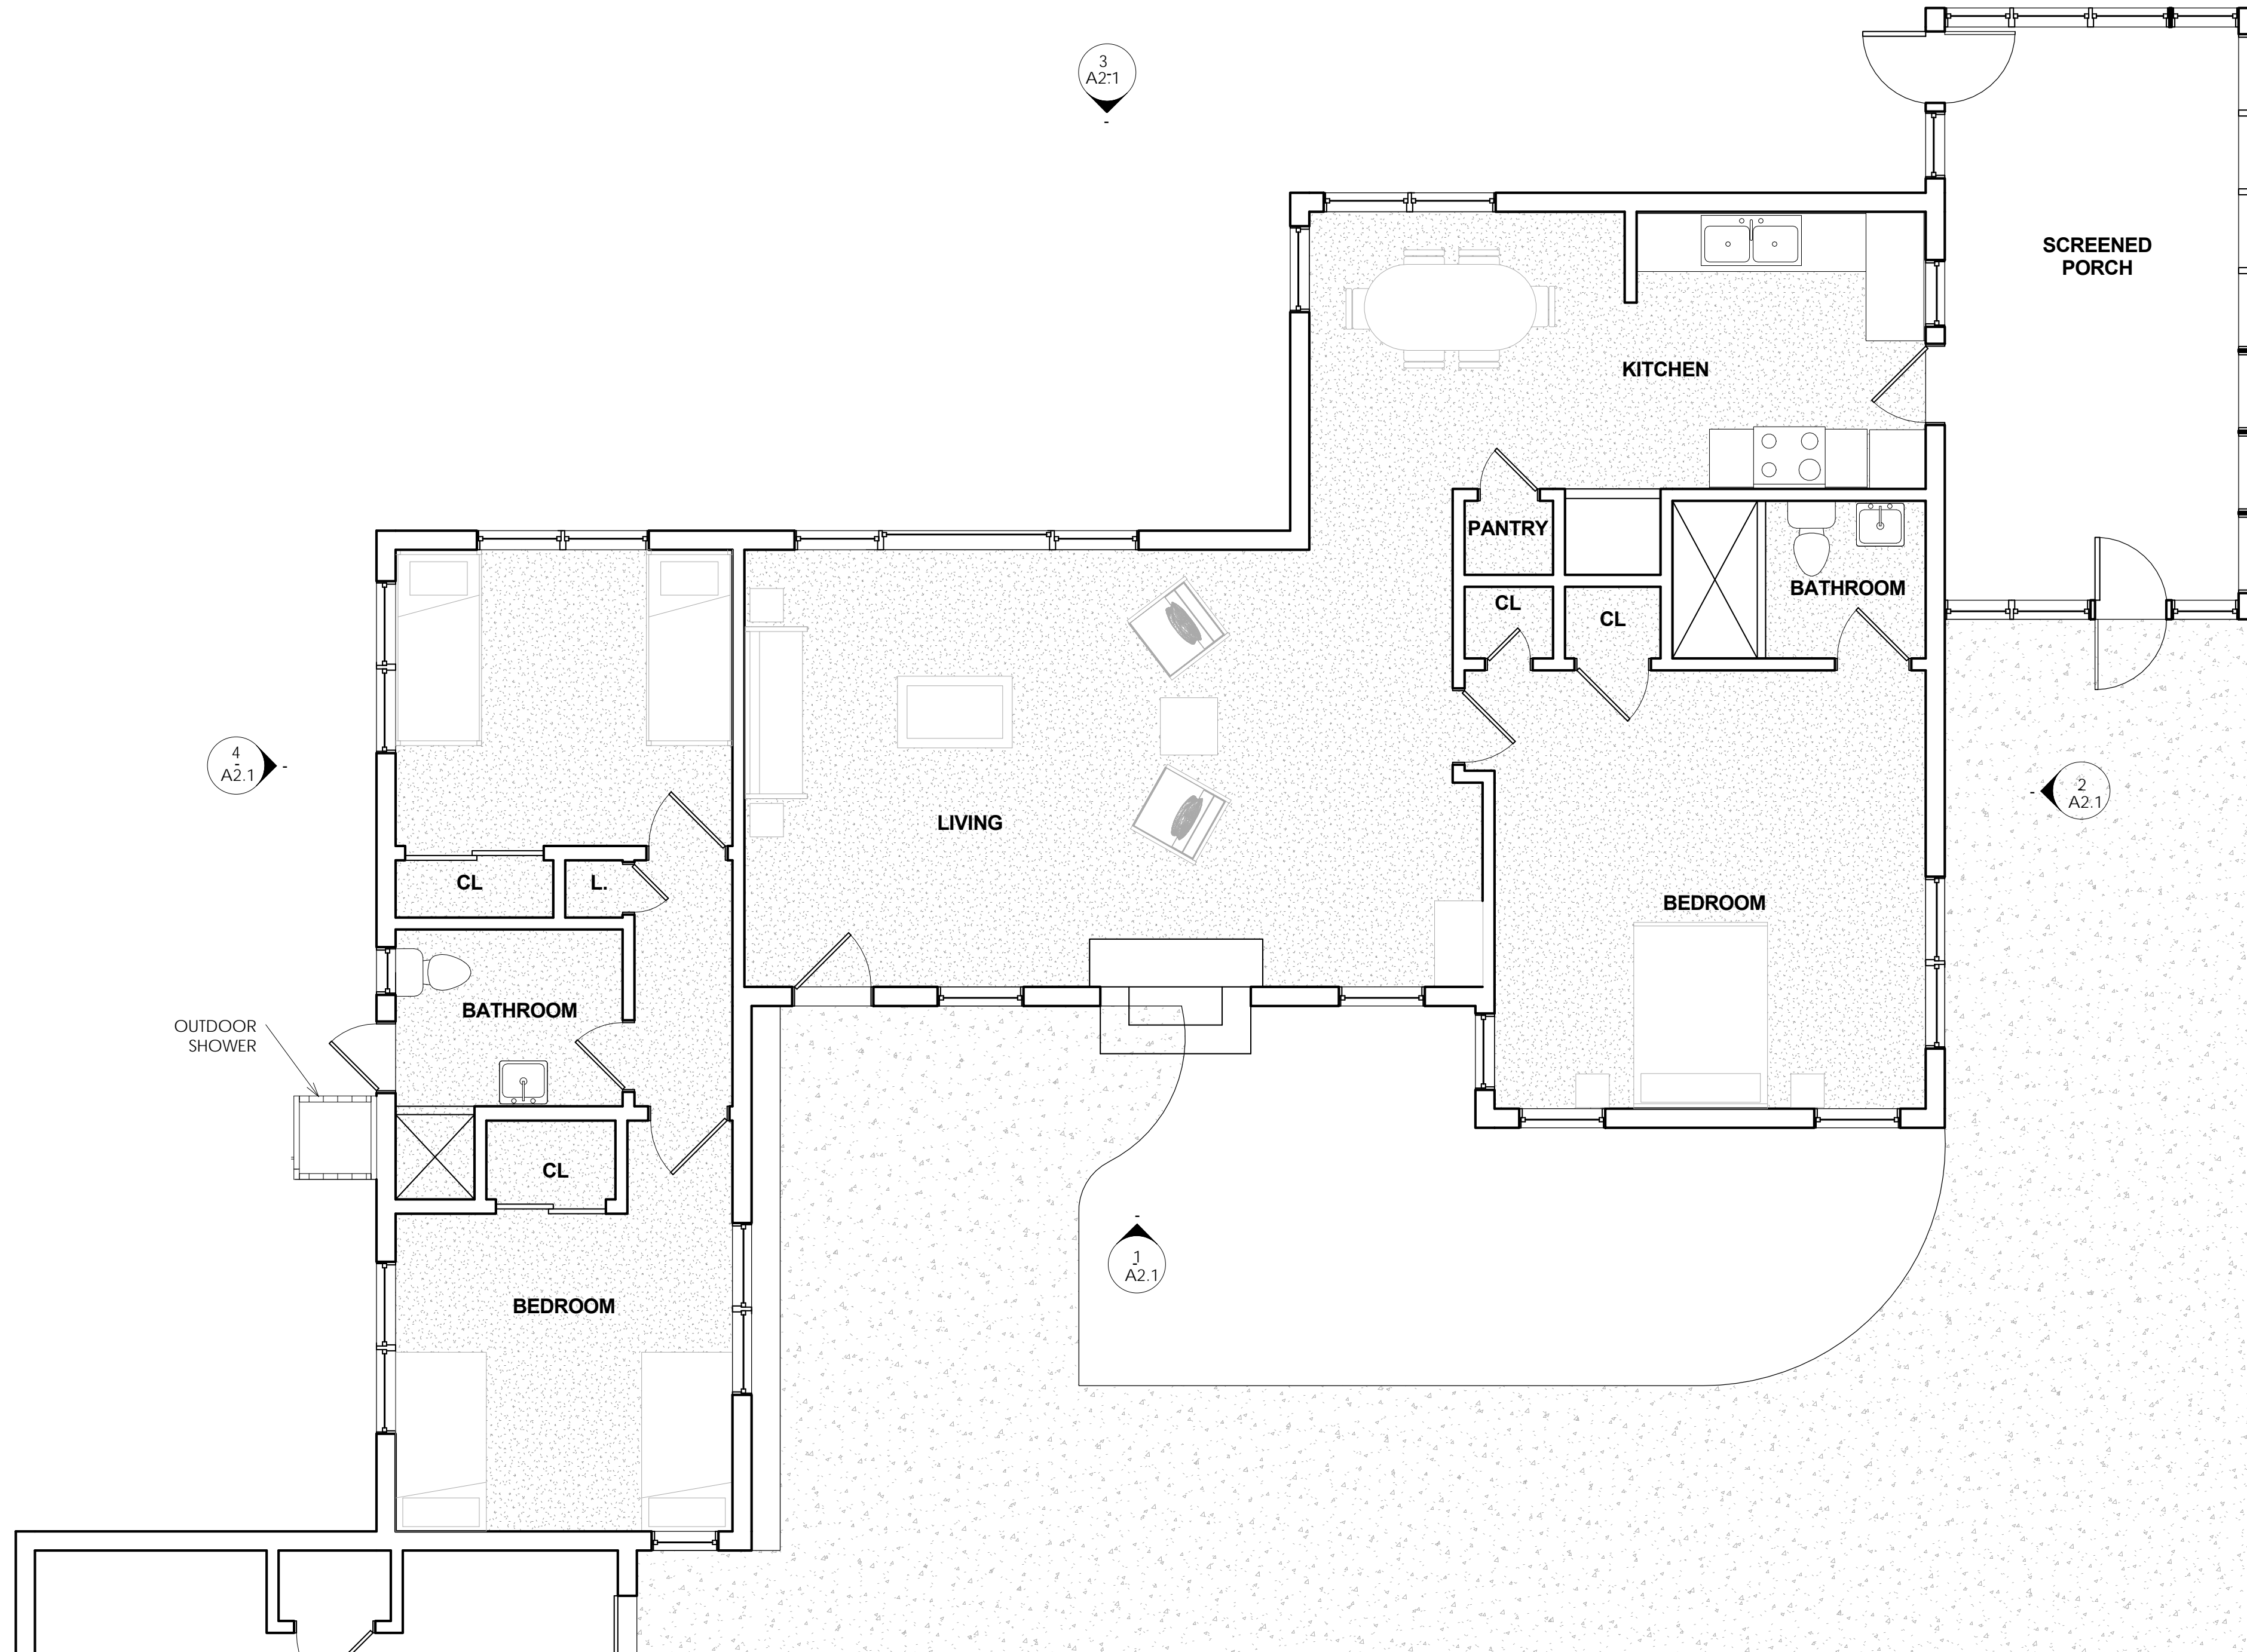 3
A2.1
-
SCREENED
PORCH
KITCHEN
PANTRY
CL
CL
BATHROOM
4
A2.1
-
LIVING
2
A2.1
-
CL
L.
BEDROOM
BATHROOM
OUTDOOR
SHOWER
CL
-
1
A2.1
BEDROOM